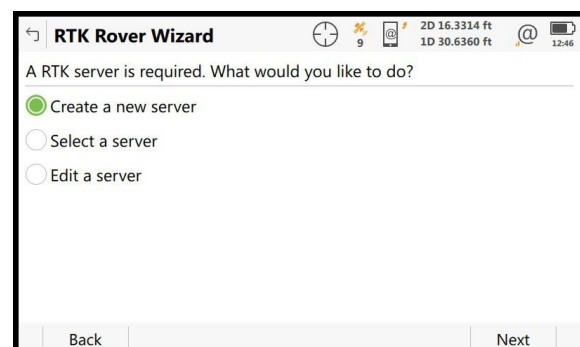 RTK Rover Wizard
9
@
2D 16.3314 ft
1D 30.6360 ft
@
12:46
A RTK server is required. What would you like to do?
Create a new server
Select a server
Edit a server
Back
Next